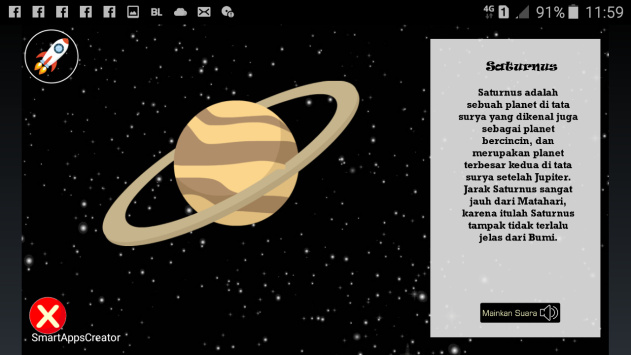 BL 4G 1 91% 11:59
Saturnus
Saturnus adalah
sebuah planet di tata
surya yang dikenal juga
sebagai planet
bercincin, dan
merupakan planet
terbesar kedua di tata
surya setelah Jupiter.
Jarak Saturnus sangat
jauh dari Matahari,
karena itulah Saturnus
tampak tidak terlalu
jelas dari Bumi.
Mainkan Suara
SmartAppsCreator